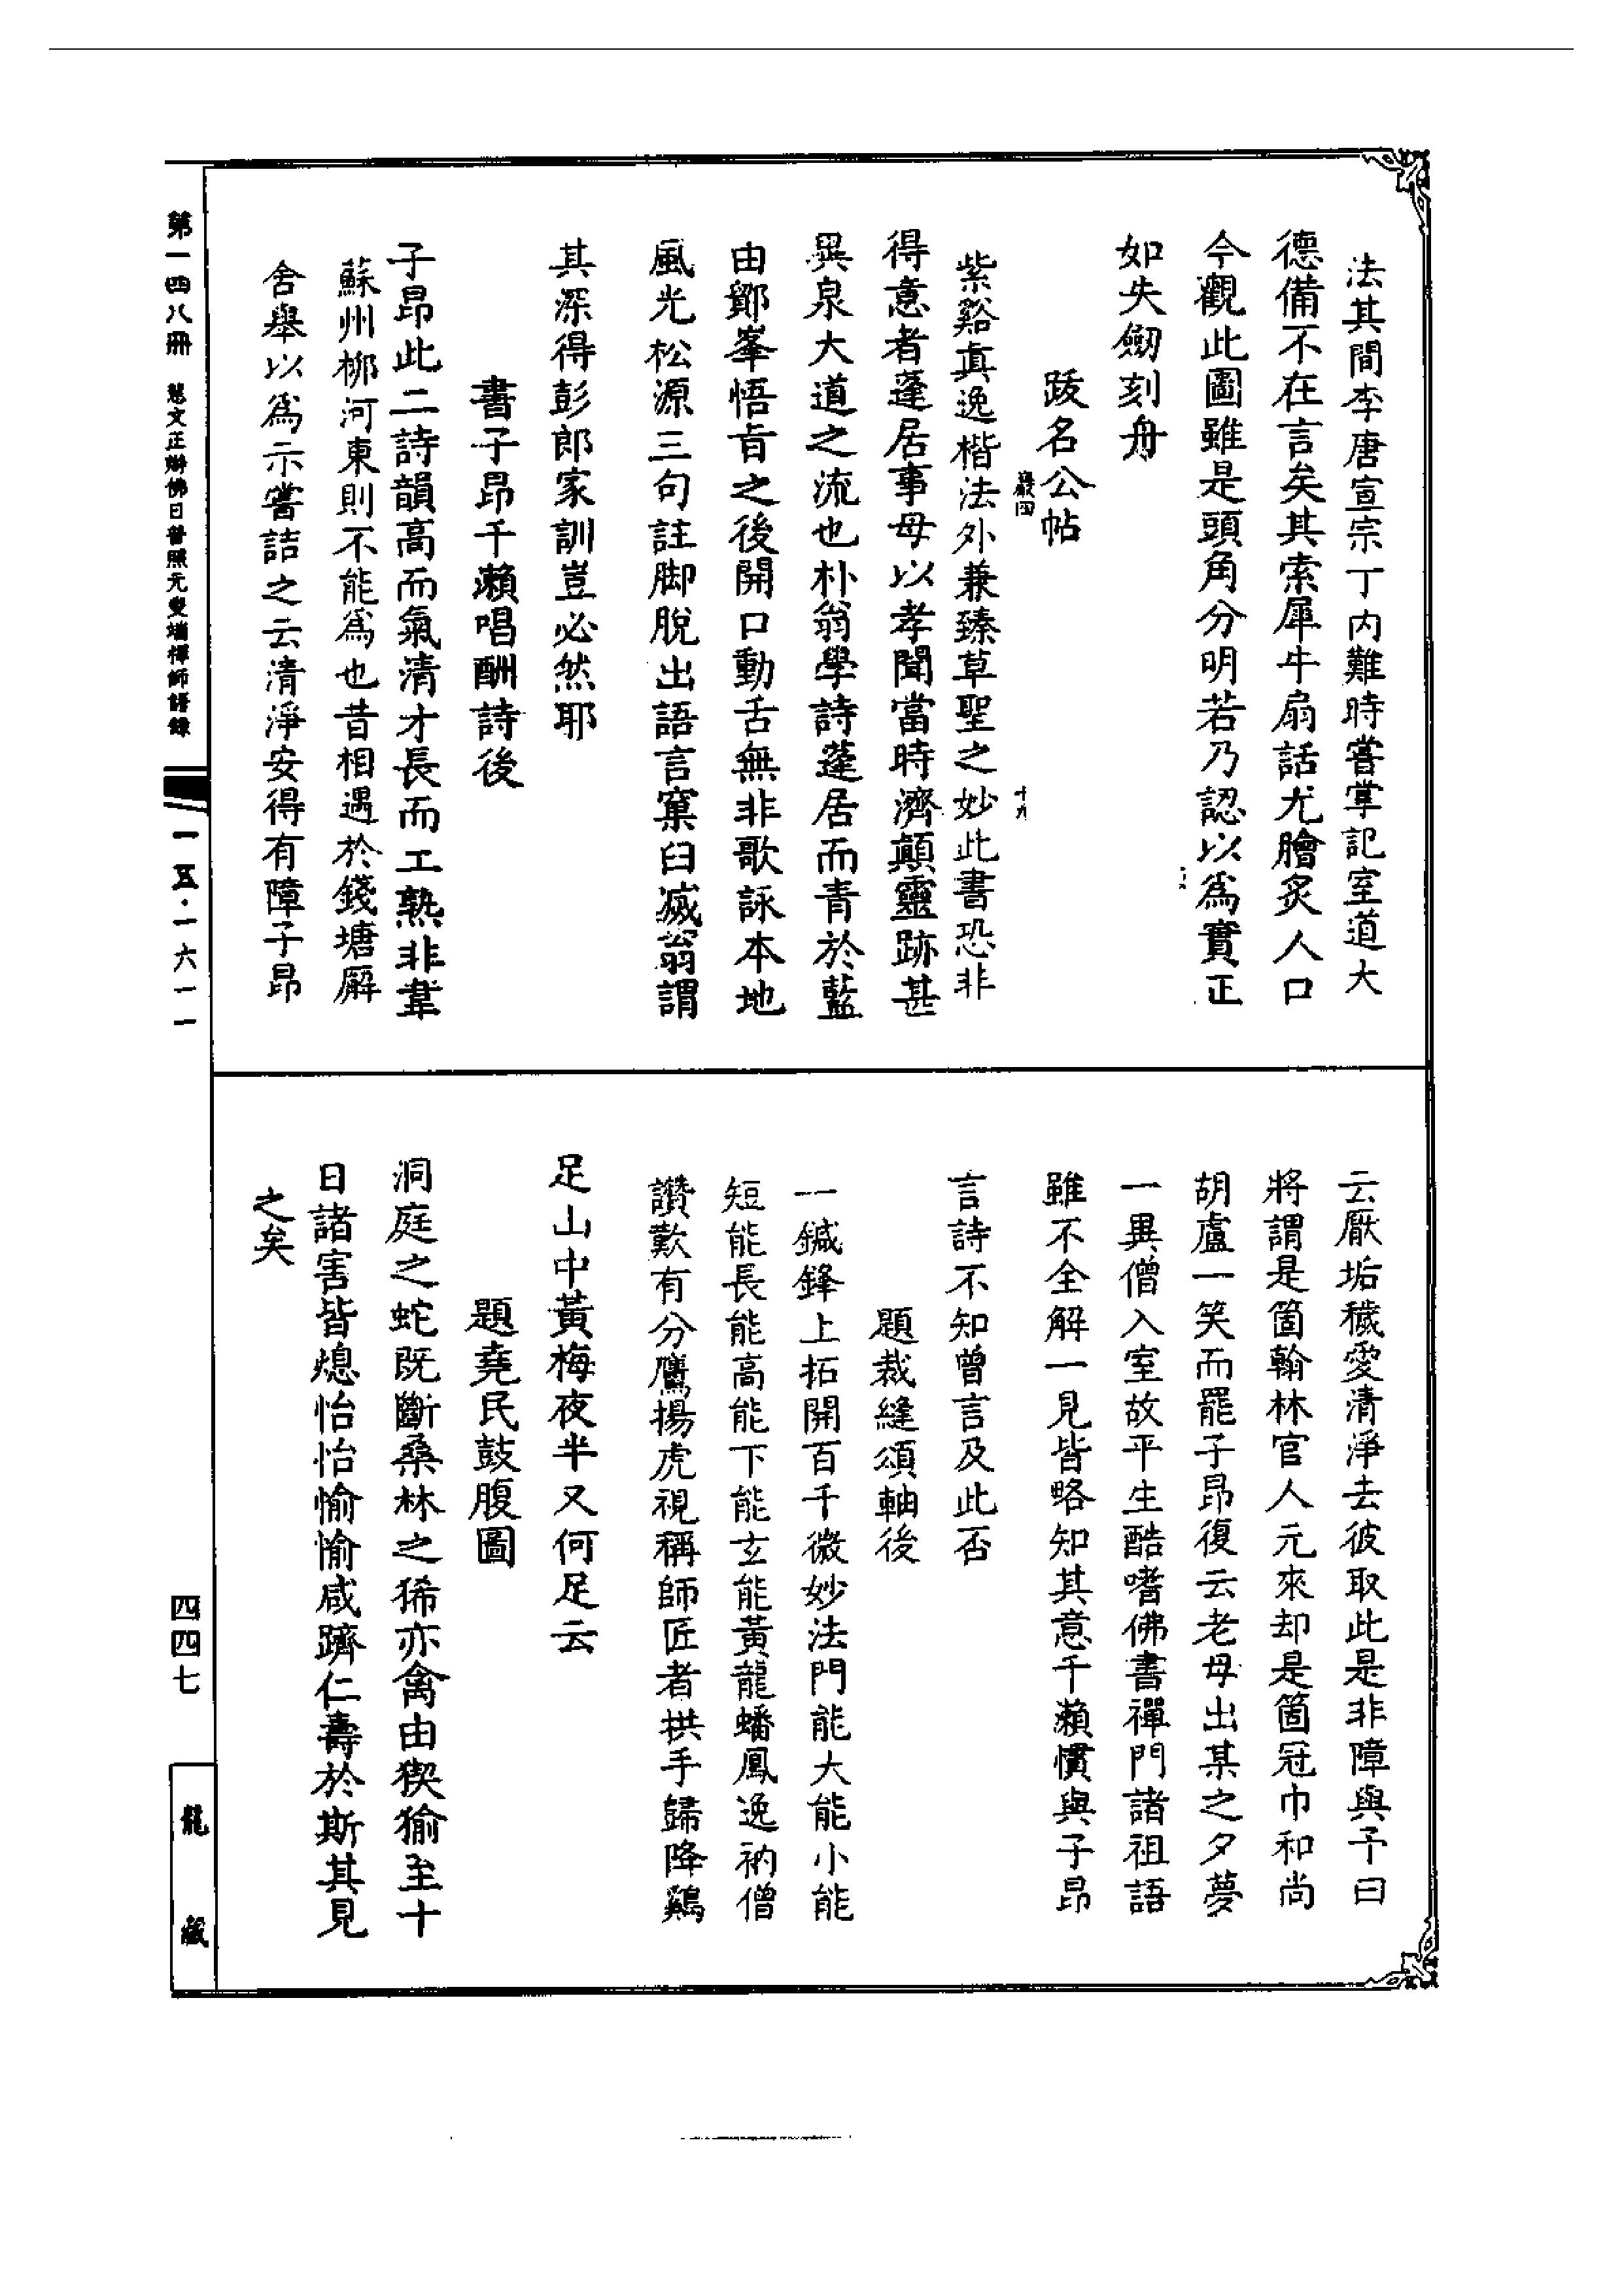 法其間李唐宣宗丁内難時嘗掌記室道大
德備不在言矣其索犀牛扇話尤膾炙人口
今觀此圖雖是頭角分明若乃認以爲實正
如失劒刻舟
跋名公帖
巖四
十九
紫谿真逸楷法外兼臻草聖之妙此書恐非
得意者蓬居事母以孝聞當時濟顛靈跡甚
異泉大道之流也朴翁學詩蓬居而青於藍
由鄮峯悟旨之後開口動舌無非歌詠本地
風光松源三句註脚脫出語言窠臼滅翁謂
其深得彭郎家訓豈必然耶
書子昂千瀨唱酬詩後
子昂此二詩韻高而氣清才長而工熟非韋
蘇州栁河東則不能爲也昔相遇於錢塘廨
舍舉以爲示嘗詰之云清淨安得有障子昂
云厭垢穢愛清淨去彼取此是非障與予曰
將謂是箇翰林官人元來却是箇冠巾和尚
胡盧一笑而罷子昂復云老母出某之夕夢
一異僧入室故平生酷嗜佛書禪門諸祖語
雖不全解一見皆略知其意千瀨慣與子昂
言詩不知曾言及此否
題裁縫頌軸後
一鍼鋒上拓開百千微妙法門能大能小能
短能長能高能下能玄能黃龍蟠鳳逸衲僧
讚歎有分鷹揚虎視稱師匠者拱手歸降鷄
足山中黃梅夜半又何足云
題堯民鼓腹圖
洞庭之蛇既斷桑林之狶亦禽由猰㺄至十
日諸害皆熄怡怡愉愉咸躋仁壽於斯其見
之矣
第一四八冊 慧文正辯佛日普照元叟端禪師語錄
一五·一六一一
四四七
龍藏